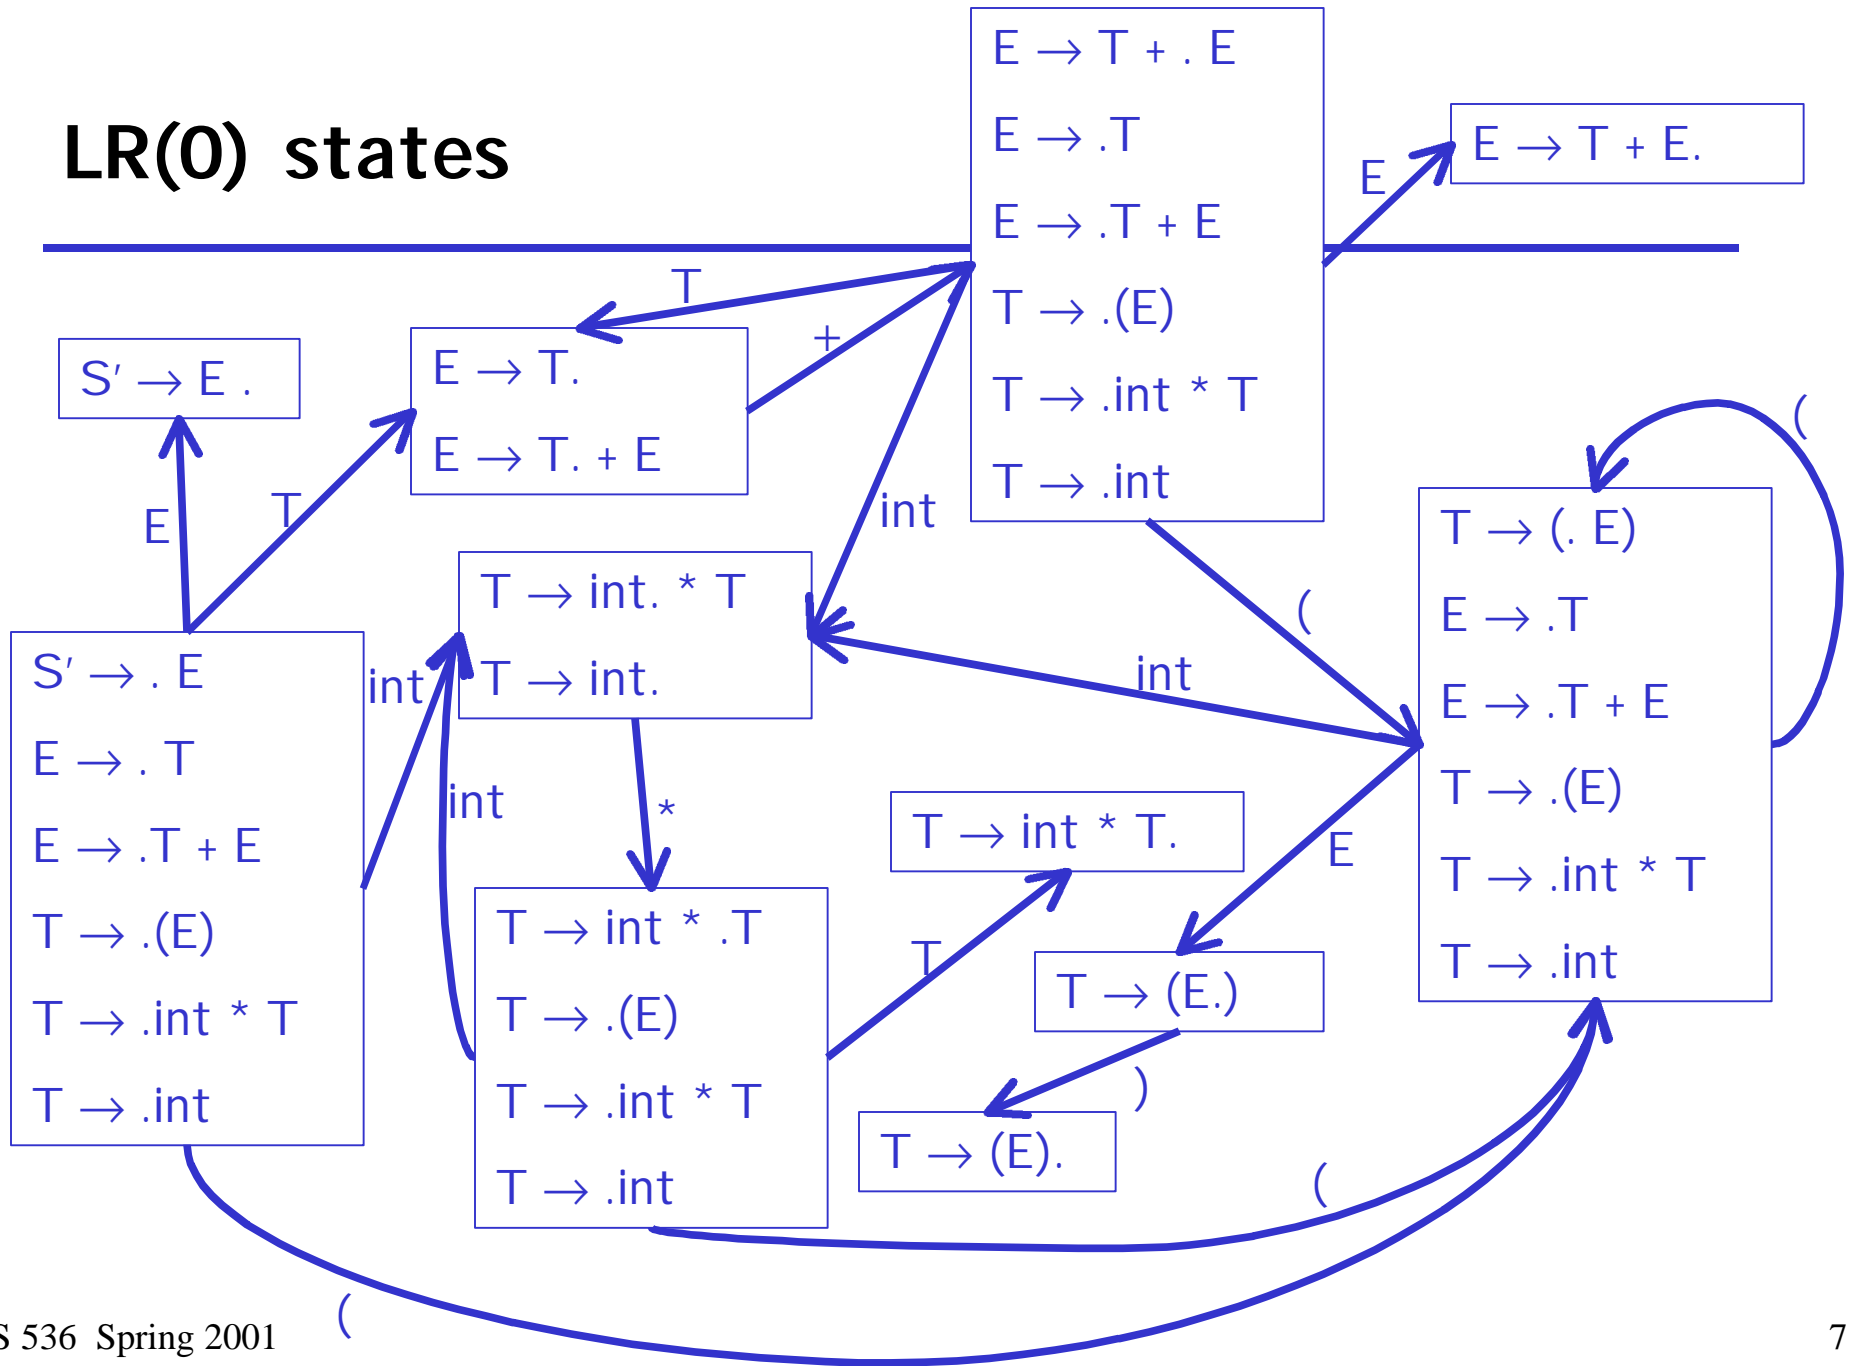 LR(0) states
E → T + . E
E → .T
E → .T + E
T → .(E)
T → .int * T
T → .int
E
E → T + E.
T
+
int
(
S′ → E .
E
T
E → T.
E → T. + E
T → int. * T
T → int.
int
int
*
int
S′ → . E
E → . T
E → .T + E
T → .(E)
T → .int * T
T → .int
(
T → (. E)
E → .T
E → .T + E
T → .(E)
T → .int * T
T → .int
(
E
T → int * T.
T
T → int * .T
T → .(E)
T → .int * T
T → .int
T → (E.)
)
T → (E).
(
S 536 Spring 2001
7